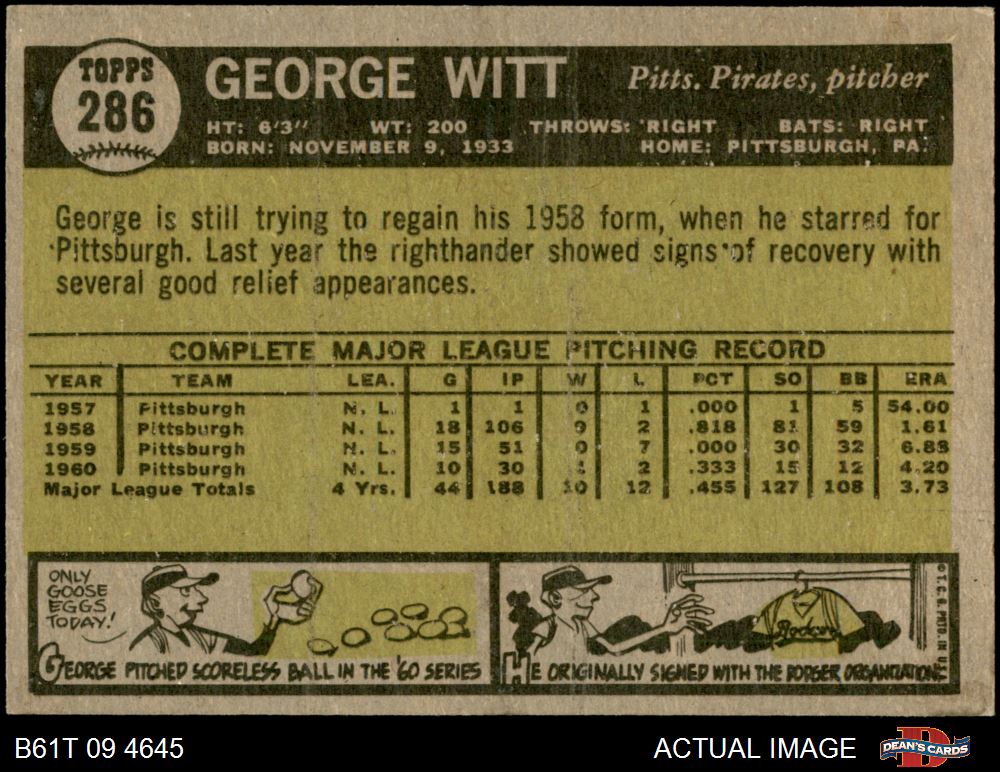 TOPPS
286
GEORGE WITT
Pitts. Pirates, pitcher
HT: 6'3" WT: 200 THROWS: RIGHT BATS: RIGHT
BORN: NOVEMBER 9, 1933 HOME: PITTSBURGH, PA.
George is still trying to regain his 1958 form, when he starred for
Pittsburgh. Last year the righthander showed signs of recovery with
several good relief appearances.
COMPLETE MAJOR LEAGUE PITCHING RECORD
YEAR TEAM LEA. G IP W L PCT SO BB ERA
1957 Pittsburgh N. L. 1 1 0 1 .000 1 5 54.00
1958 Pittsburgh N. L. 18 106 9 2 .818 81 59 1.61
1959 Pittsburgh N. L. 15 51 0 7 .000 30 32 6.88
1960 Pittsburgh N. L. 10 30 1 2 .333 15 12 4.20
Major League Totals 4 Yrs. 44 188 10 12 .455 127 108 3.73
ONLY
GOOSE
EGGS
TODAY!
GEORGE PITCHED SCORELESS BALL IN THE '60 SERIES
Dodgers
HE ORIGINALLY SIGNED WITH THE DODGER ORGANIZATION
© T. C. G. PRTD. IN U.S.A.
B61T 09 4645
ACTUAL IMAGE
D
DEAN'S CARDS